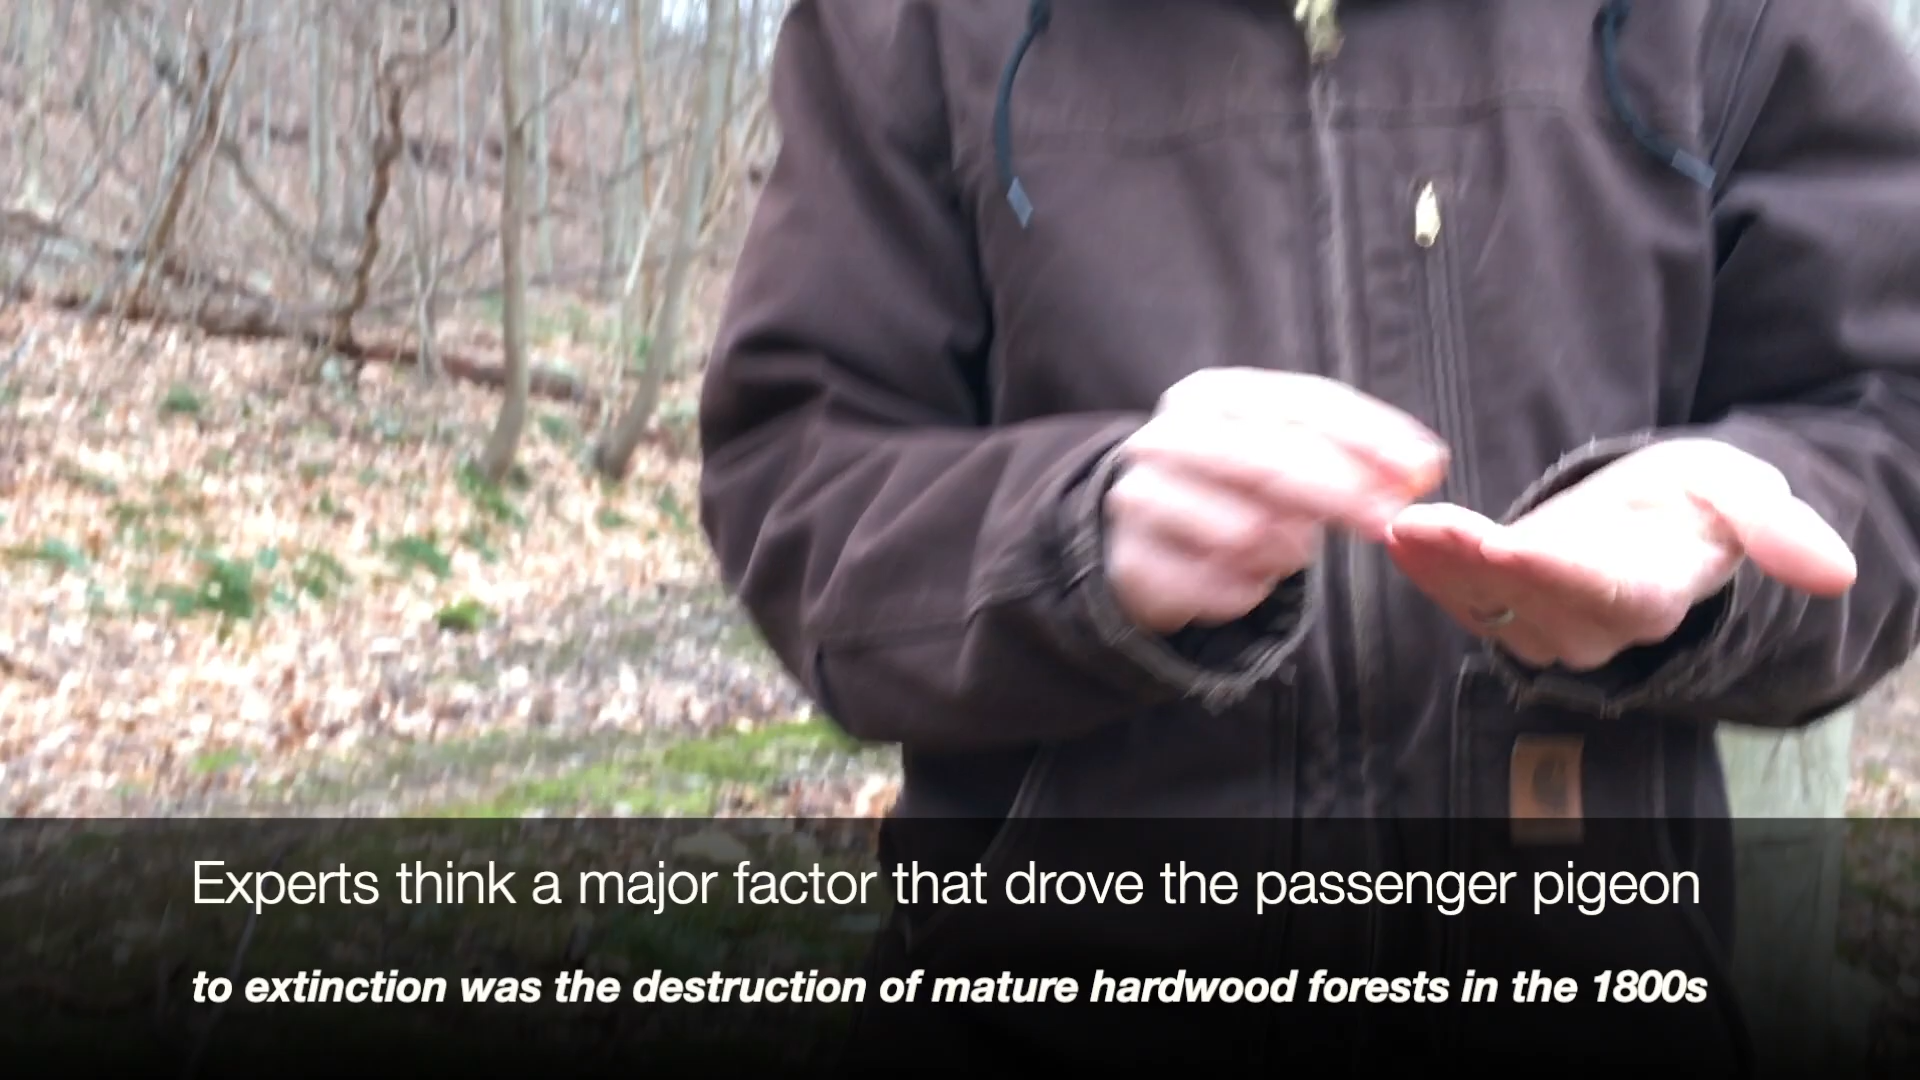 Experts think a major factor that drove the passenger pigeon
to extinction was the destruction of mature hardwood forests in the 1800s